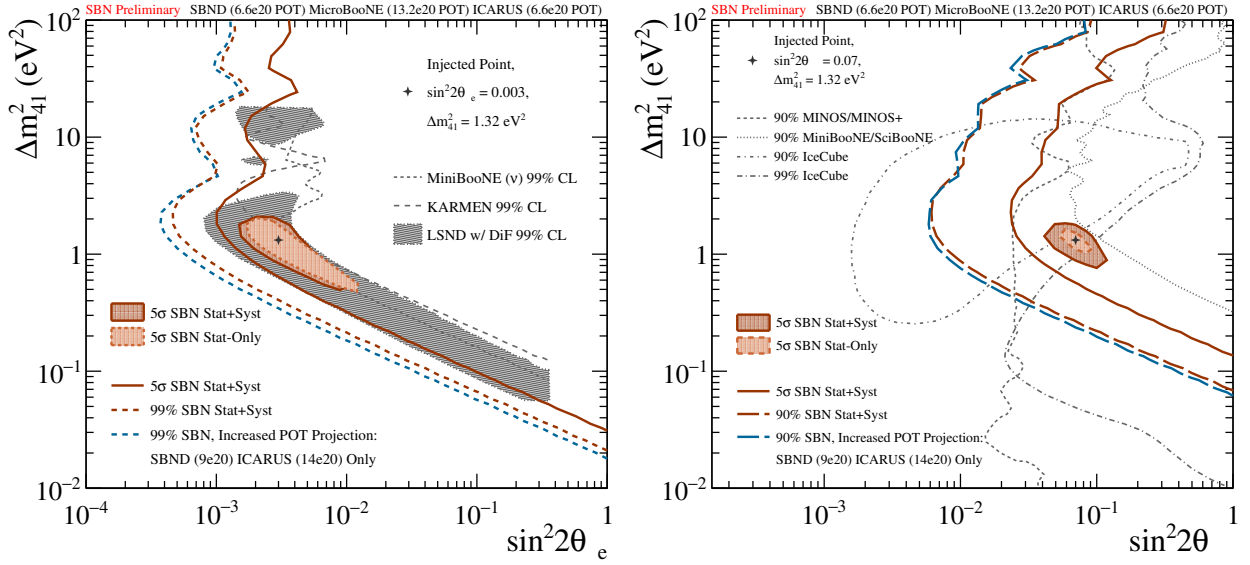 SBN Preliminary SBND (6.6e20 POT) MicroBooNE (13.2e20 POT) ICARUS (6.6e20 POT)
10²
10
1
10⁻¹
10⁻²
Δm²₄₁ (eV²)
Injected Point,
sin²2θ e = 0.003,
Δm²₄₁ = 1.32 eV²
MiniBooNE (ν) 99% CL
KARMEN 99% CL
LSND w/ DiF 99% CL
5σ SBN Stat+Syst
5σ SBN Stat-Only
5σ SBN Stat+Syst
99% SBN Stat+Syst
99% SBN, Increased POT Projection:
SBND (9e20) ICARUS (14e20) Only
10⁻⁴ 10⁻³ 10⁻² 10⁻¹ 1
sin²2θ e
SBN Preliminary SBND (6.6e20 POT) MicroBooNE (13.2e20 POT) ICARUS (6.6e20 POT)
10²
10
1
10⁻¹
10⁻²
Δm²₄₁ (eV²)
Injected Point,
sin²2θ = 0.07,
Δm²₄₁ = 1.32 eV²
90% MINOS/MINOS+
90% MiniBooNE/SciBooNE
90% IceCube
99% IceCube
5σ SBN Stat+Syst
5σ SBN Stat-Only
5σ SBN Stat+Syst
90% SBN Stat+Syst
90% SBN, Increased POT Projection:
SBND (9e20) ICARUS (14e20) Only
10⁻³ 10⁻² 10⁻¹ 1
sin²2θ